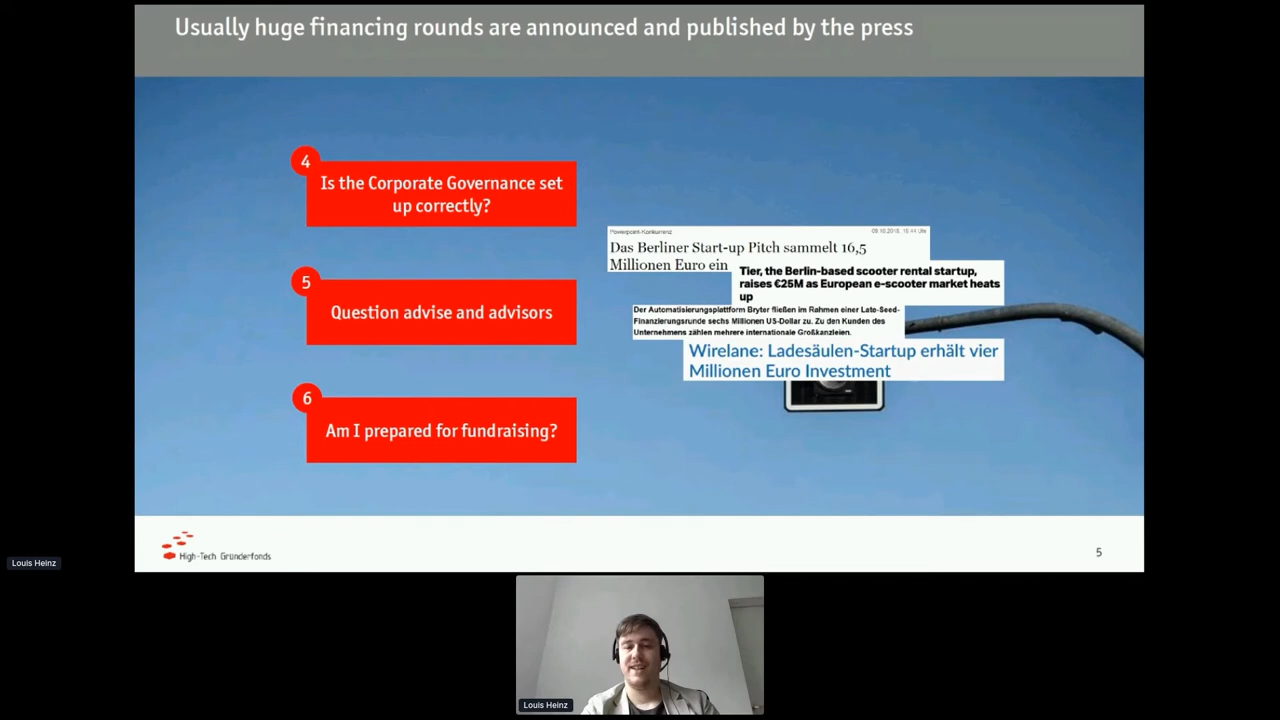 Usually huge financing rounds are announced and published by the press
4
Is the Corporate Governance set
up correctly?
5
Question advise and advisors
6
Am I prepared for fundraising?
Powerpoint-Konkurrenz
Das Berliner Start-up Pitch sammelt 16,5
Millionen Euro ein
Tier, the Berlin-based scooter rental startup,
raises €25M as European e-scooter market heats
up
Der Automatisierungsplattform Bryter fließen im Rahmen einer Late-Seed-
Finanzierungsrunde sechs Millionen US-Dollar zu. Zu den Kunden des
Unternehmens zählen mehrere internationale Großkanzleien.
Wirelane: Ladesäulen-Startup erhält vier
Millionen Euro Investment
High-Tech Gründerfonds
5
Louis Heinz
Louis Heinz